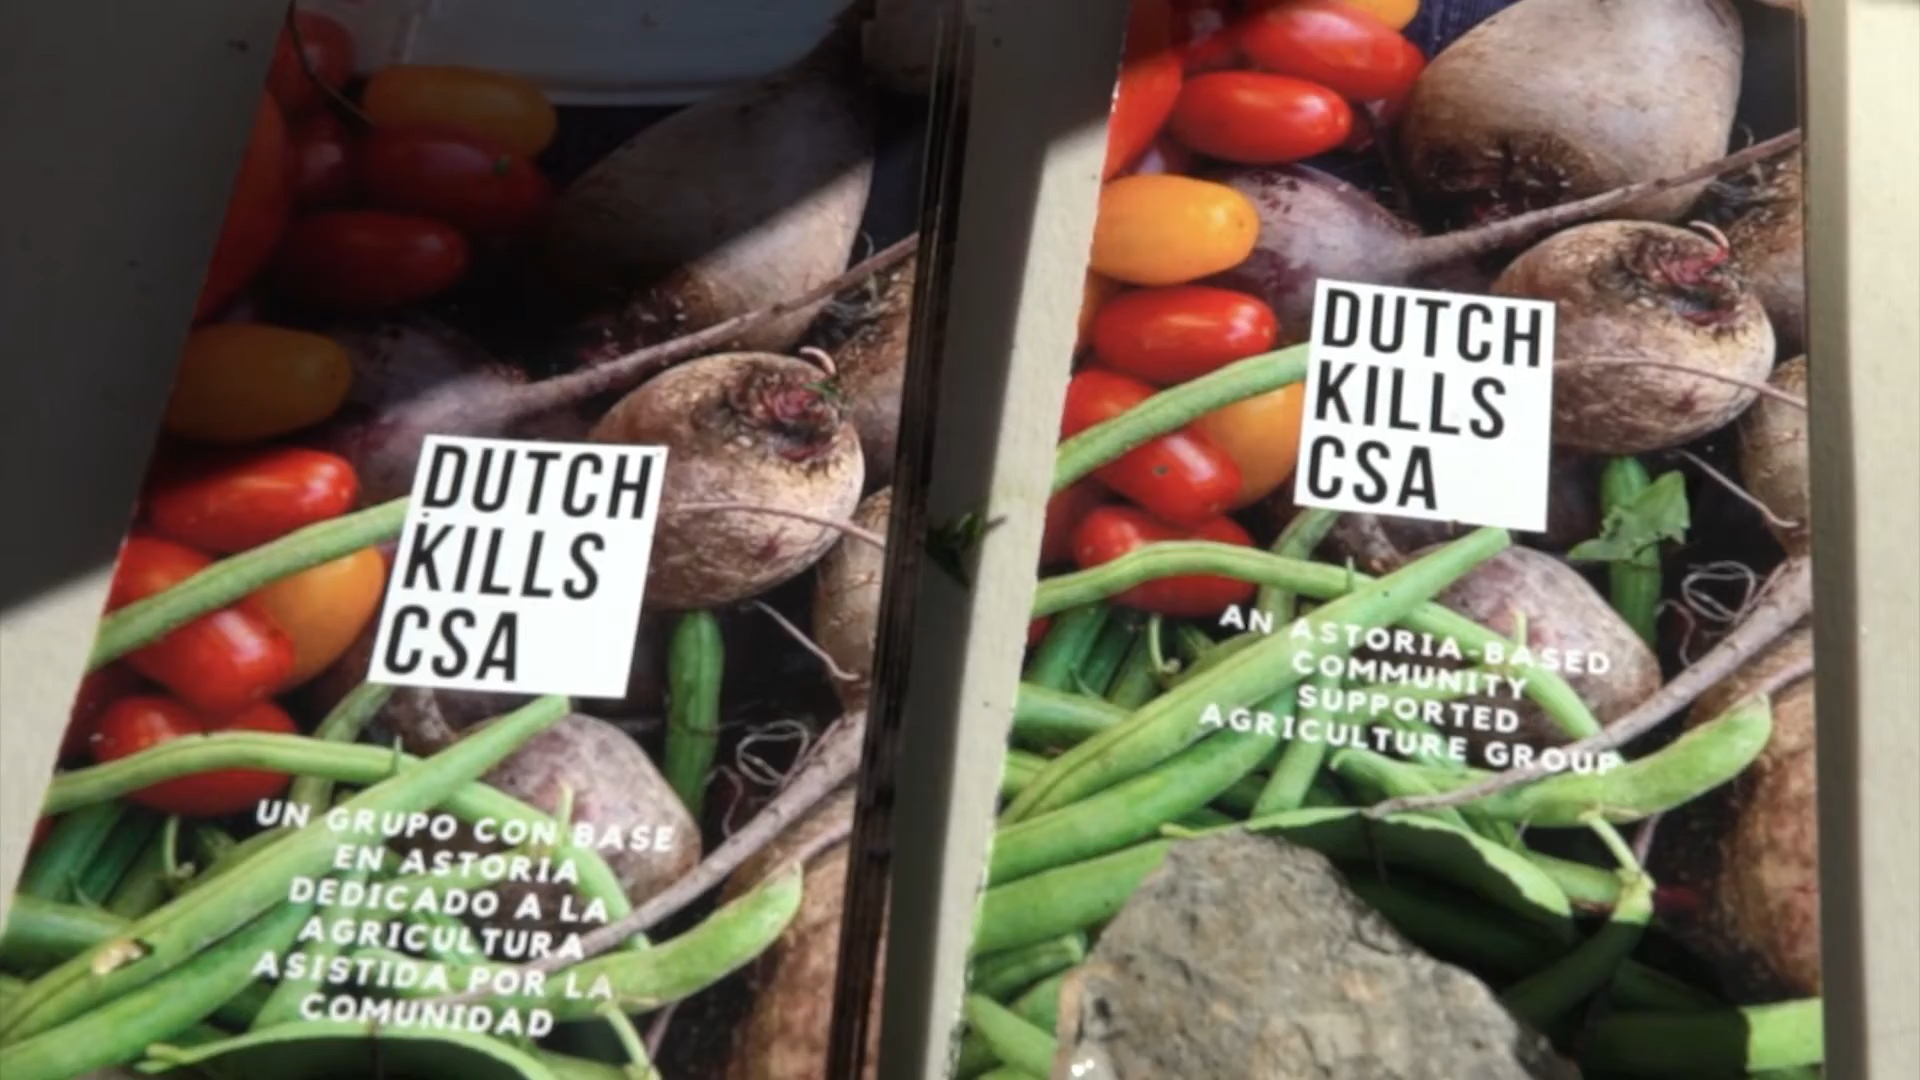 DUTCH
KILLS
CSA
UN GRUPO CON BASE
EN ASTORIA
DEDICADO A LA
AGRICULTURA
ASISTIDA POR LA
COMUNIDAD
DUTCH
KILLS
CSA
AN ASTORIA-BASED
COMMUNITY
SUPPORTED
AGRICULTURE GROUP